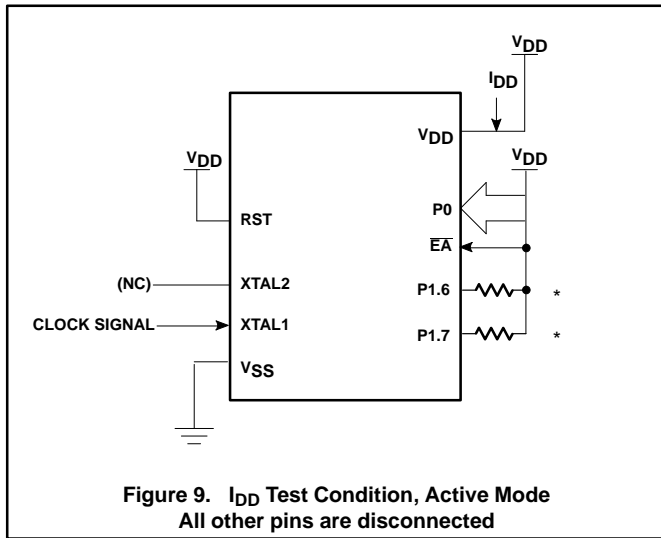 VDD
IDD
VDD
VDD
VDD
P0
RST
EA
(NC)
XTAL2
P1.6
*
CLOCK SIGNAL
XTAL1
P1.7
*
VSS
Figure 9. IDD Test Condition, Active Mode
All other pins are disconnected